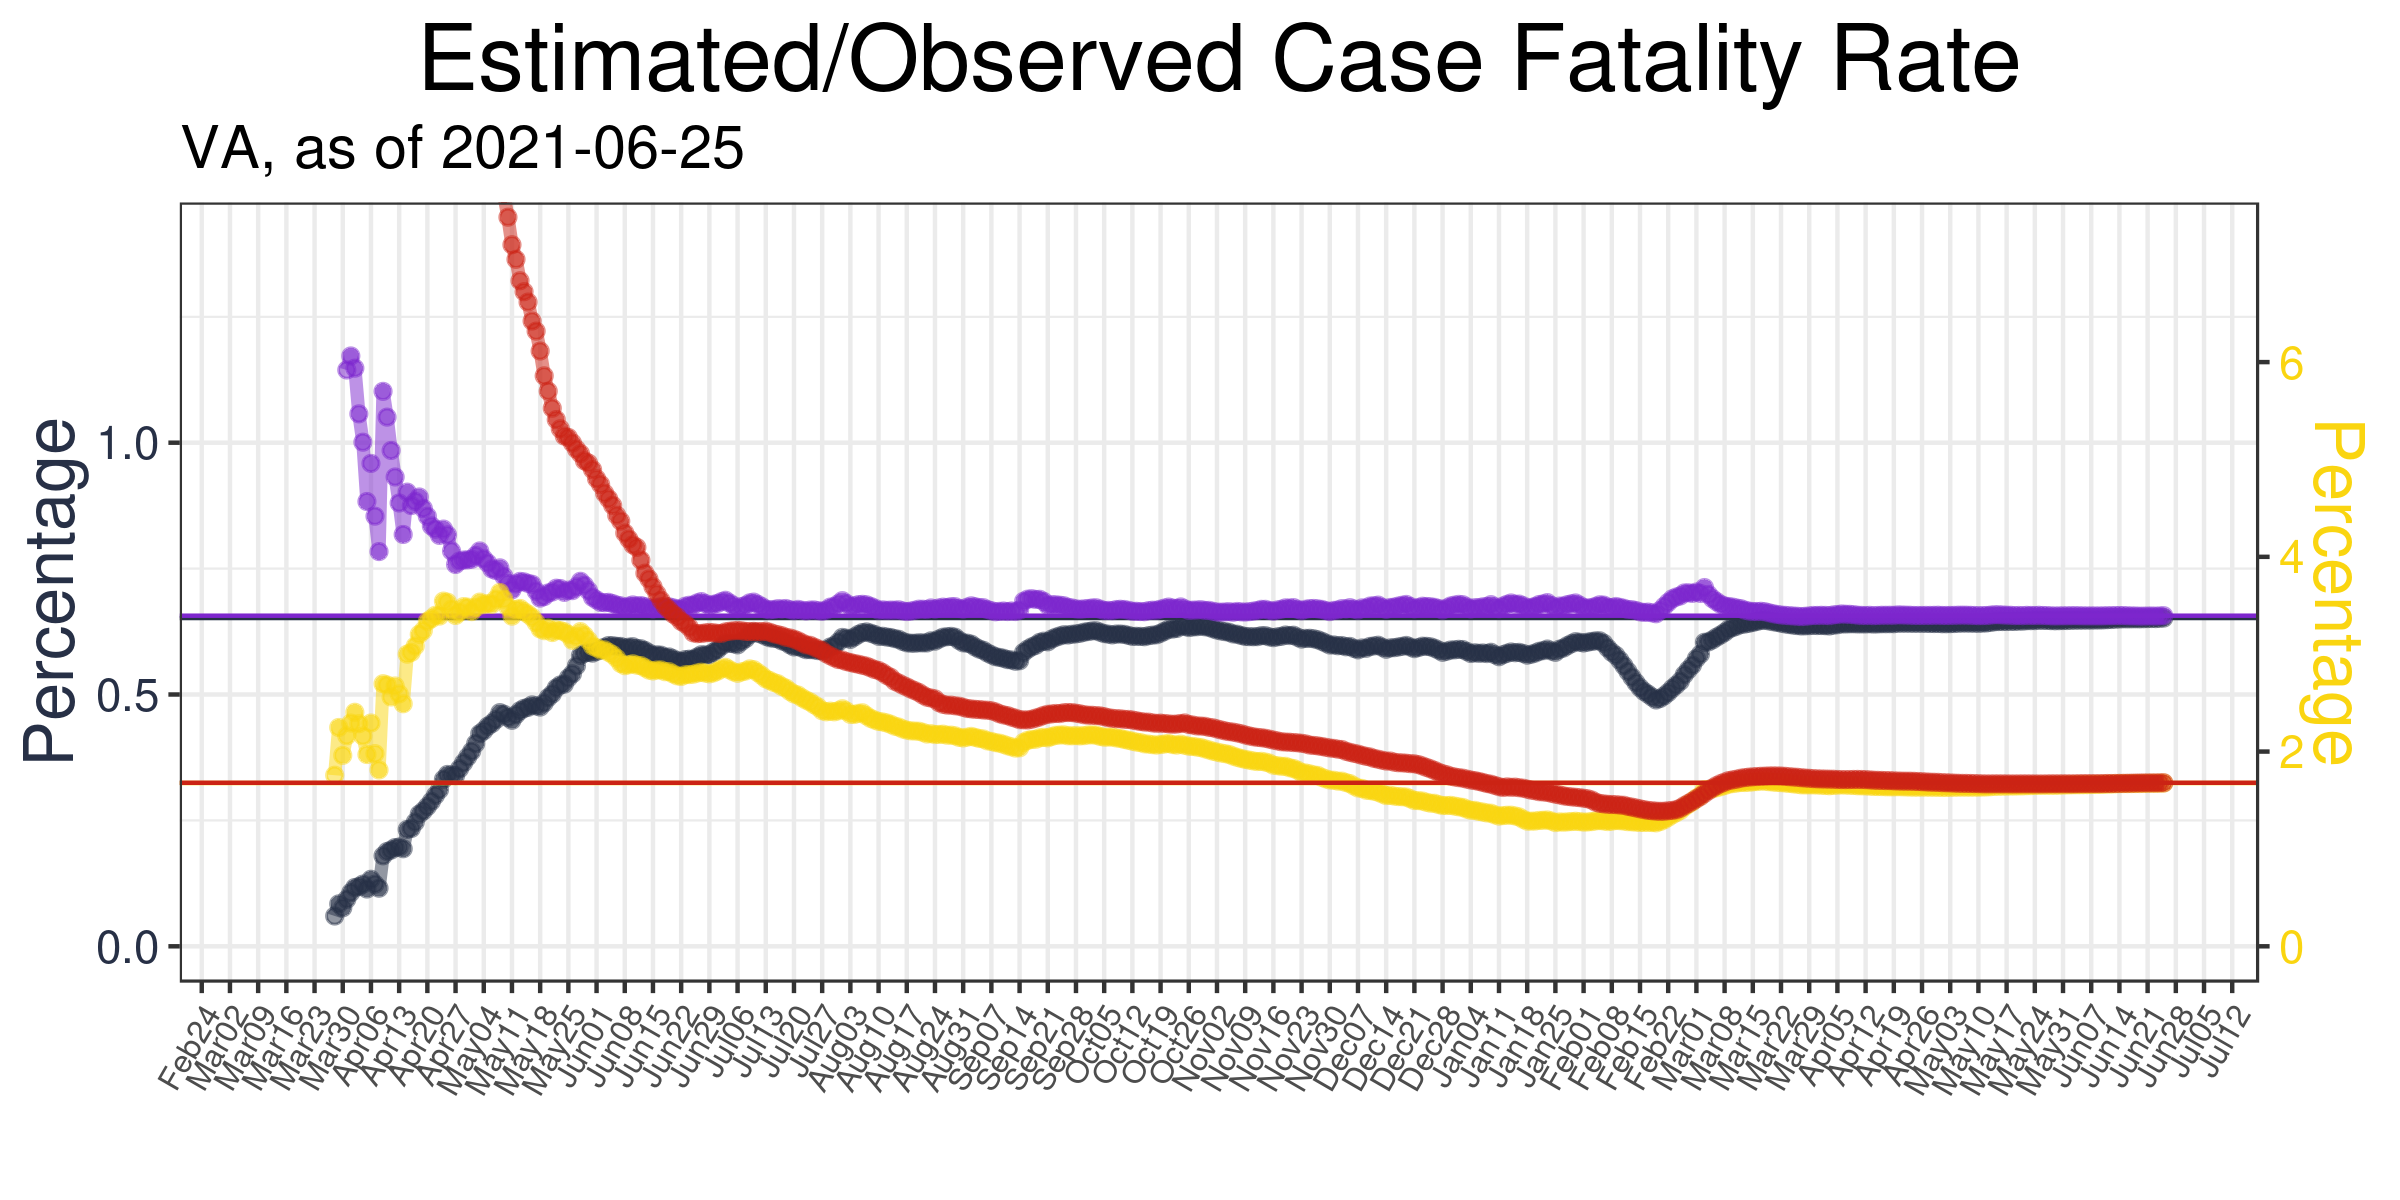 Estimated/Observed Case Fatality Rate
VA, as of 2021-06-25
Percentage
1.0
0.5
0.0
6
4
2
0
Percentage
Feb24
Mar02
Mar09
Mar16
Mar23
Mar30
Apr06
Apr13
Apr20
Apr27
May04
May11
May18
May25
Jun01
Jun08
Jun15
Jun22
Jun29
Jul06
Jul13
Jul20
Jul27
Aug03
Aug10
Aug17
Aug24
Aug31
Sep07
Sep14
Sep21
Sep28
Oct05
Oct12
Oct19
Oct26
Nov02
Nov09
Nov16
Nov23
Nov30
Dec07
Dec14
Dec21
Dec28
Jan04
Jan11
Jan18
Jan25
Feb01
Feb08
Feb15
Feb22
Mar01
Mar08
Mar15
Mar22
Mar29
Apr05
Apr12
Apr19
Apr26
May03
May10
May17
May24
May31
Jun07
Jun14
Jun21
Jun28
Jul05
Jul12